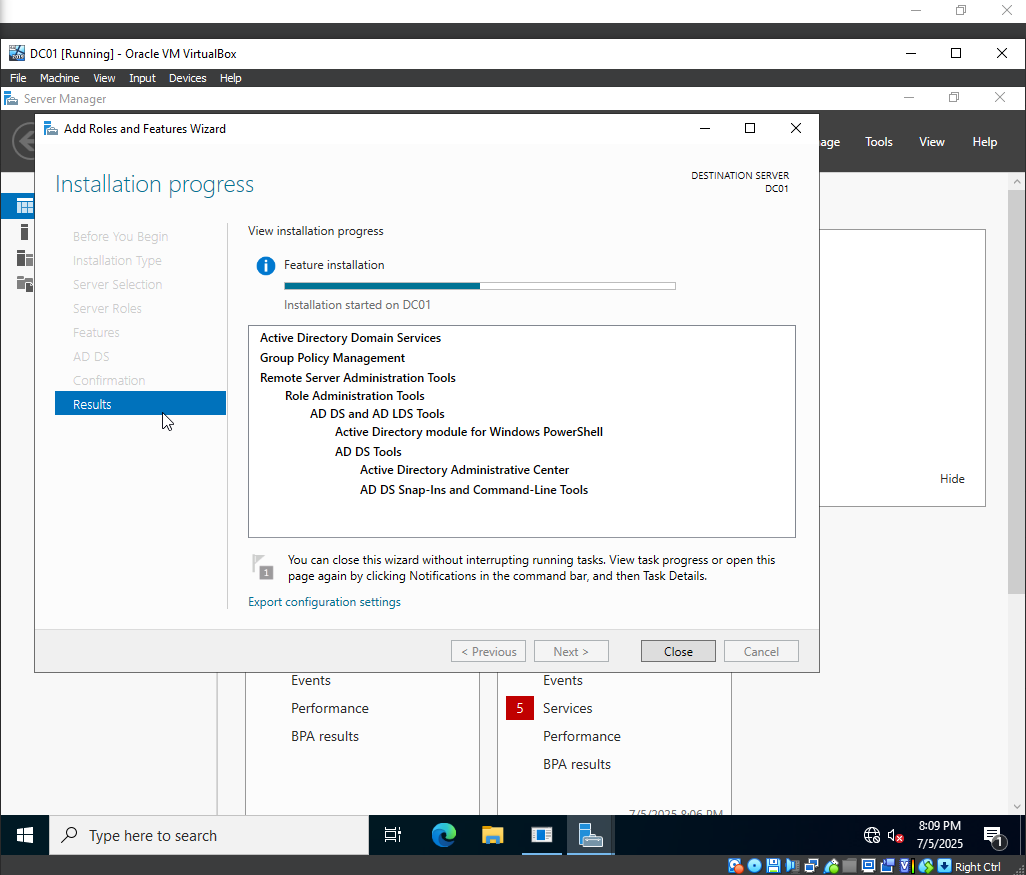 DC01 [Running] - Oracle VM VirtualBox
File Machine View Input Devices Help
Server Manager
Add Roles and Features Wizard
age Tools View Help
Installation progress
DESTINATION SERVER
DC01
Before You Begin
Installation Type
Server Selection
Server Roles
Features
AD DS
Confirmation
Results
View installation progress
Feature installation
Installation started on DC01
Active Directory Domain Services
Group Policy Management
Remote Server Administration Tools
Role Administration Tools
AD DS and AD LDS Tools
Active Directory module for Windows PowerShell
AD DS Tools
Active Directory Administrative Center
AD DS Snap-Ins and Command-Line Tools
Hide
1
You can close this wizard without interrupting running tasks. View task progress or open this
page again by clicking Notifications in the command bar, and then Task Details.
Export configuration settings
< Previous Next > Close Cancel
Events
Performance
BPA results
Events
5 Services
Performance
BPA results
7/5/2025 8:06 PM
Type here to search
8:09 PM
7/5/2025
1
Right Ctrl